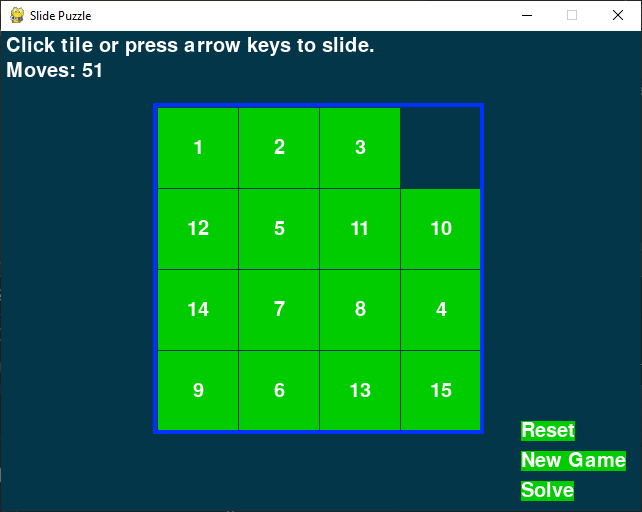 Slide Puzzle
Click tile or press arrow keys to slide.
Moves: 51
1 2 3
12 5 11 10
14 7 8 4
9 6 13 15
Reset
New Game
Solve